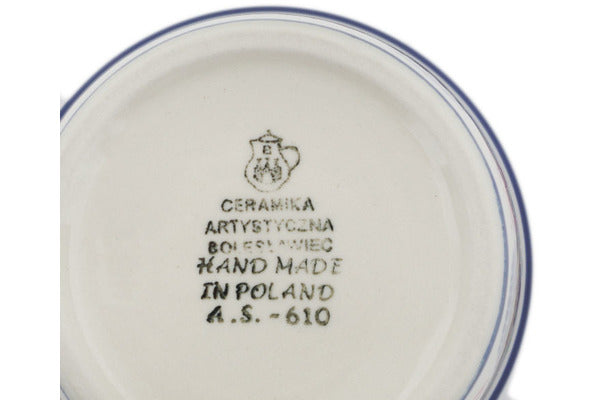 CERAMIKA
ARTYSTYCZNA
BOLESŁAWIEC
HAND MADE
IN POLAND
A.S.-610